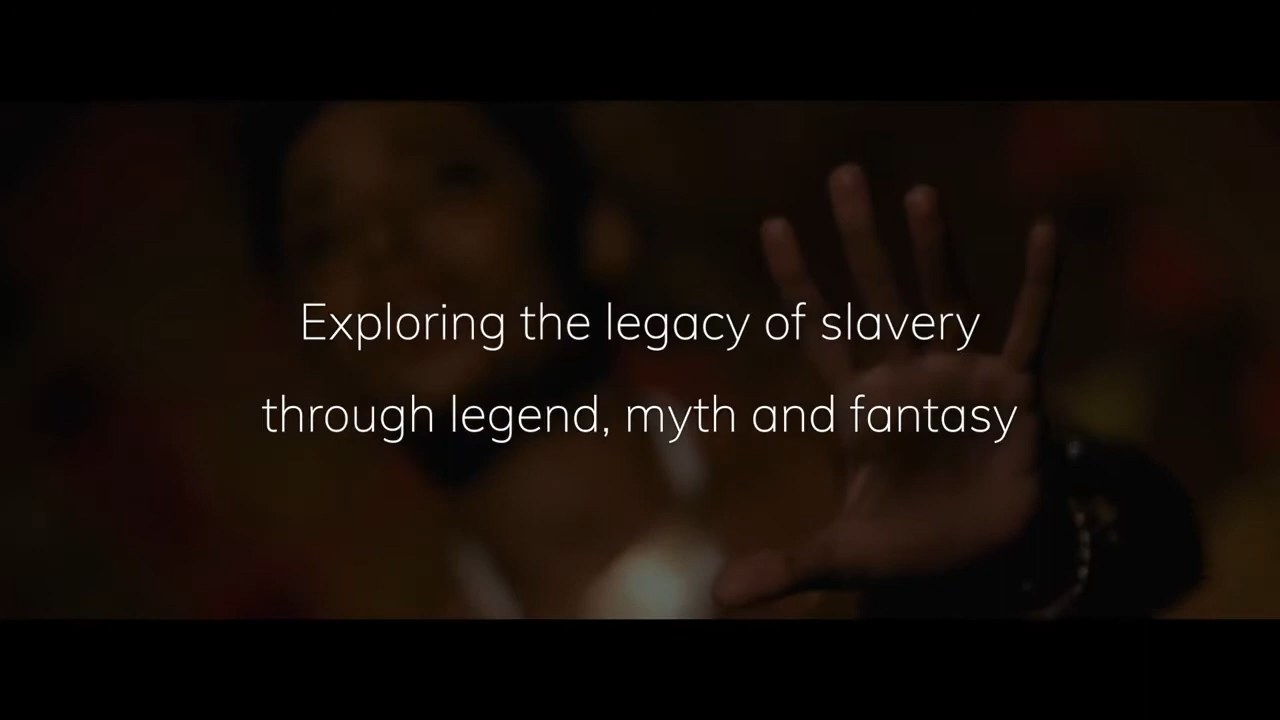 Exploring the legacy of slavery
through legend, myth and fantasy